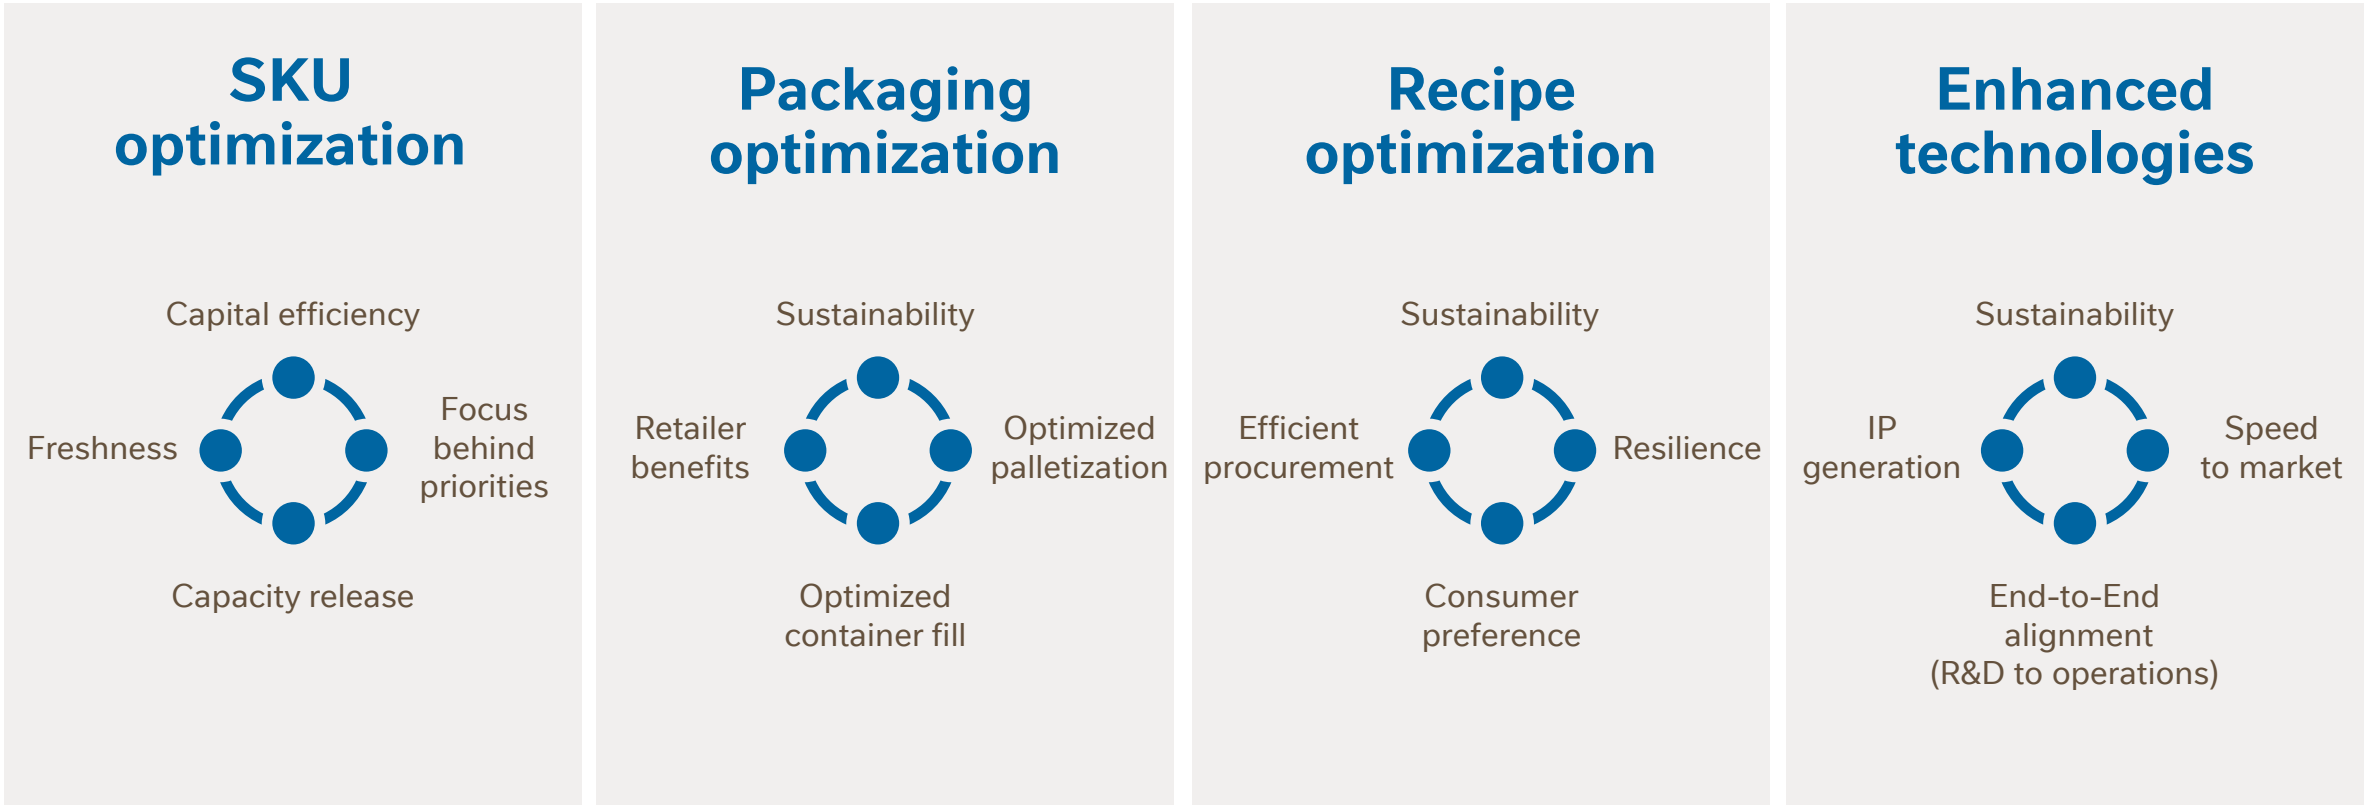 SKU
optimization
Capital efficiency
Freshness
Focus
behind
priorities
Capacity release
Packaging
optimization
Sustainability
Retailer
benefits
Optimized
palletization
Optimized
container fill
Recipe
optimization
Sustainability
Efficient
procurement
Resilience
Consumer
preference
Enhanced
technologies
Sustainability
IP
generation
Speed
to market
End-to-End
alignment
(R&D to operations)